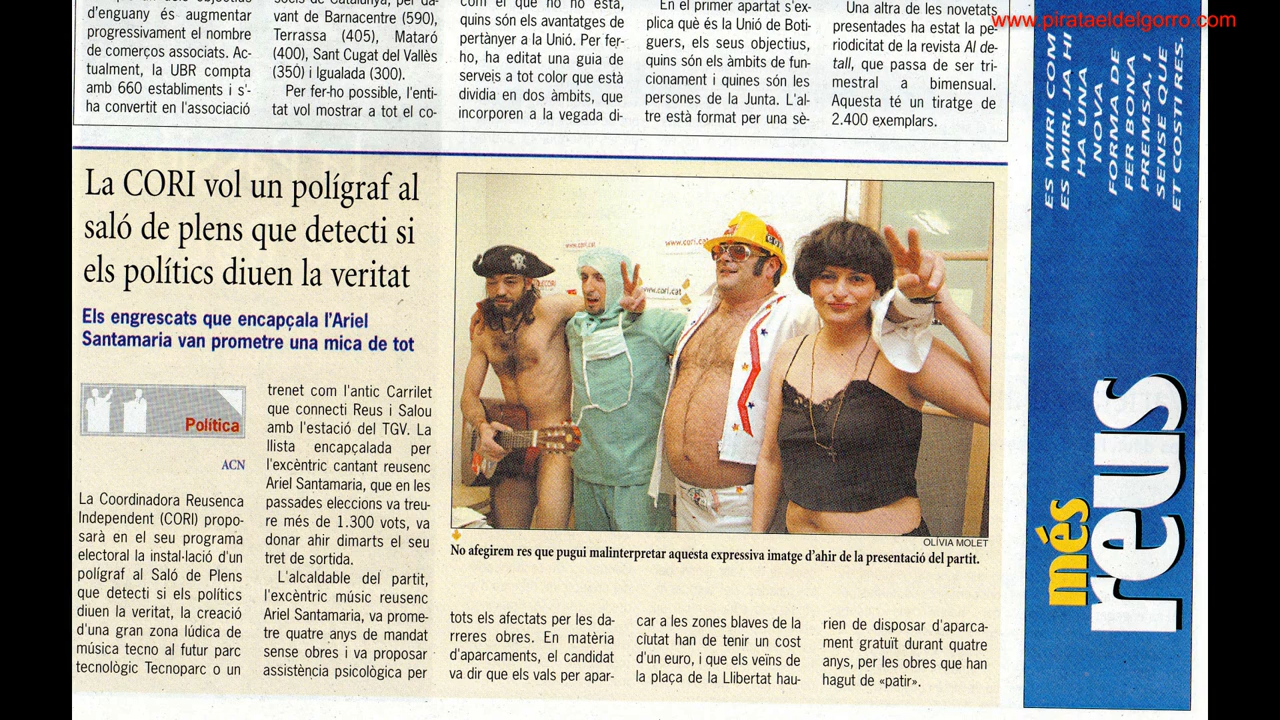 www.pirataeldelgorro.com
d'enguany és augmentar
progressivament el nombre
de comerços associats. Ac-
tualment, la UBR compta
amb 660 establiments i s'-
ha convertit en l'associació
vant de Barnacentre (590),
Terrassa (405), Mataró
(400), Sant Cugat del Vallès
(350) i Igualada (300).
Per fer-ho possible, l'enti-
tat vol mostrar a tot el co-
com el que no ho està,
quins són els avantatges de
pertànyer a la Unió. Per fer-
ho, ha editat una guia de
serveis a tot color que està
dividia en dos àmbits, que
incorporen a la vegada di-
En el primer apartat s'ex-
plica què és la Unió de Boti-
guers, els seus objectius,
quins són els àmbits de fun-
cionament i quines són les
persones de la Junta. L'al-
tre està format per una sè-
Una altra de les novetats
presentades ha estat la pe-
riodicitat de la revista Al de-
tall, que passa de ser tri-
mestral a bimensual.
Aquesta té un tiratge de
2.400 exemplars.
La CORI vol un polígraf al
saló de plens que detecti si
els polítics diuen la veritat
Els engrescats que encapçala l'Ariel
Santamaria van prometre una mica de tot
Política
ACN
La Coordinadora Reusenca
Independent (CORI) propo-
sarà en el seu programa
electoral la instal·lació d'un
polígraf al Saló de Plens
que detecti si els polítics
diuen la veritat, la creació
d'una gran zona lúdica de
música tecno al futur parc
tecnològic Tecnoparc o un
trenet com l'antic Carrilet
que connecti Reus i Salou
amb l'estació del TGV. La
llista encapçalada per
l'excèntric cantant reusenc
Ariel Santamaria, que en les
passades eleccions va treu-
re més de 1.300 vots, va
donar ahir dimarts el seu
tret de sortida.
L'alcaldable del partit,
l'excèntric músic reusenc
Ariel Santamaria, va prome-
tre quatre anys de mandat
sense obres i va proposar
assistència psicològica per
www.cori.cat
www.cori.cat
www.cori.cat
OLÍVIA MOLET
No afegirem res que pugui malinterpretar aquesta expressiva imatge d'ahir de la presentació del partit.
tots els afectats per les da-
rreres obres. En matèria
d'aparcaments, el candidat
va dir que els vals per apar-
car a les zones blaves de la
ciutat han de tenir un cost
d'un euro, i que els veïns de
la plaça de la Llibertat hau-
rien de disposar d'aparca-
ment gratuït durant quatre
anys, per les obres que han
hagut de «patir».
ES MIRI COM
ES MIRI, JA HI
HA UNA
NOVA
FORMA DE
FER BONA
PREMSA, I
SENSE QUE
ET COSTI RES.
més
reus